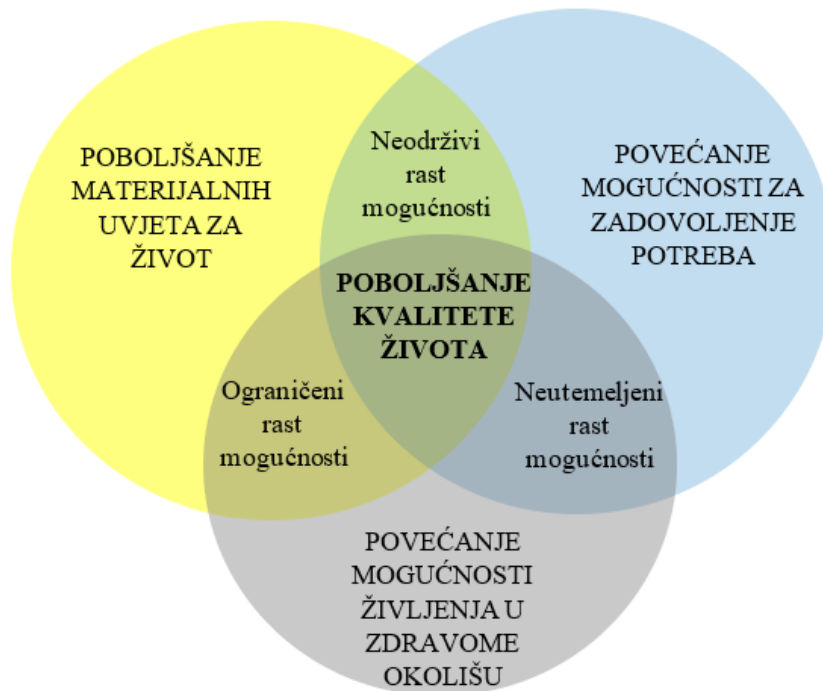 POBOLJŠANJE
MATERIJALNIH
UVJETA ZA
ŽIVOT
Neodrživi
rast
mogućnosti
POVEĆANJE
MOGUĆNOSTI ZA
ZADOVOLJENJE
POTREBA
POBOLJŠANJE
KVALITETE
ŽIVOTA
Ograničeni
rast
mogućnosti
Neutemeljeni
rast
mogućnosti
POVEĆANJE
MOGUĆNOSTI
ŽIVLJENJA U
ZDRAVOME
OKOLIŠU